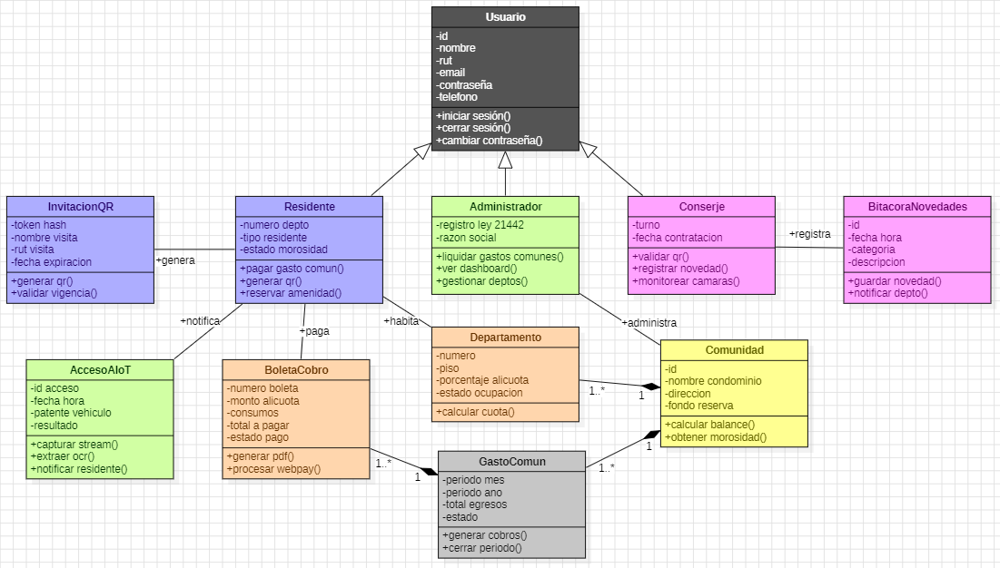 Usuario
-id
-nombre
-rut
-email
-contraseña
-telefono
+iniciar sesión()
+cerrar sesión()
+cambiar contraseña()
InvitacionQR
-token hash
-nombre visita
-rut visita
-fecha expiracion
+generar qr()
+validar vigencia()
+genera
Residente
-numero depto
-tipo residente
-estado morosidad
+pagar gasto comun()
+generar qr()
+reservar amenidad()
Administrador
-registro ley 21442
-razon social
+liquidar gastos comunes()
+ver dashboard()
+gestionar deptos()
Conserje
-turno
-fecha contratacion
+validar qr()
+registrar novedad()
+monitorear camaras()
+registra
BitacoraNovedades
-id
-fecha hora
-categoria
-descripcion
+guardar novedad()
+notificar depto()
+notifica
+paga
+habita
+administra
AccesoAIoT
-id acceso
-fecha hora
-patente vehiculo
-resultado
+capturar stream()
+extraer ocr()
+notificar residente()
BoletaCobro
-numero boleta
-monto alicuota
-consumos
-total a pagar
-estado pago
+generar pdf()
+procesar webpay()
Departamento
-numero
-piso
-porcentaje alicuota
-estado ocupacion
+calcular cuota()
1..*
1
Comunidad
-id
-nombre condominio
-direccion
-fondo reserva
+calcular balance()
+obtener morosidad()
1
1..*
1..*
1
GastoComun
-periodo mes
-periodo ano
-total egresos
-estado
+generar cobros()
+cerrar periodo()